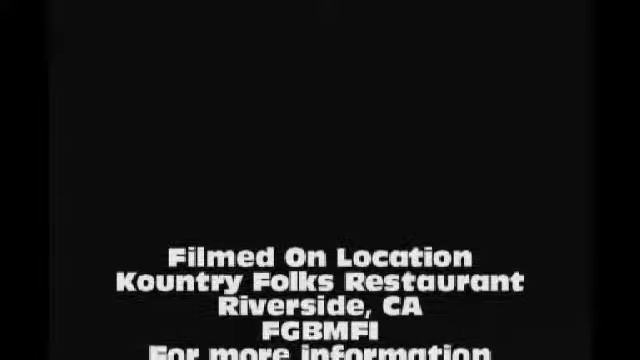 Filmed On Location
Kountry Folks Restaurant
Riverside, CA
FGBMFI
For more information